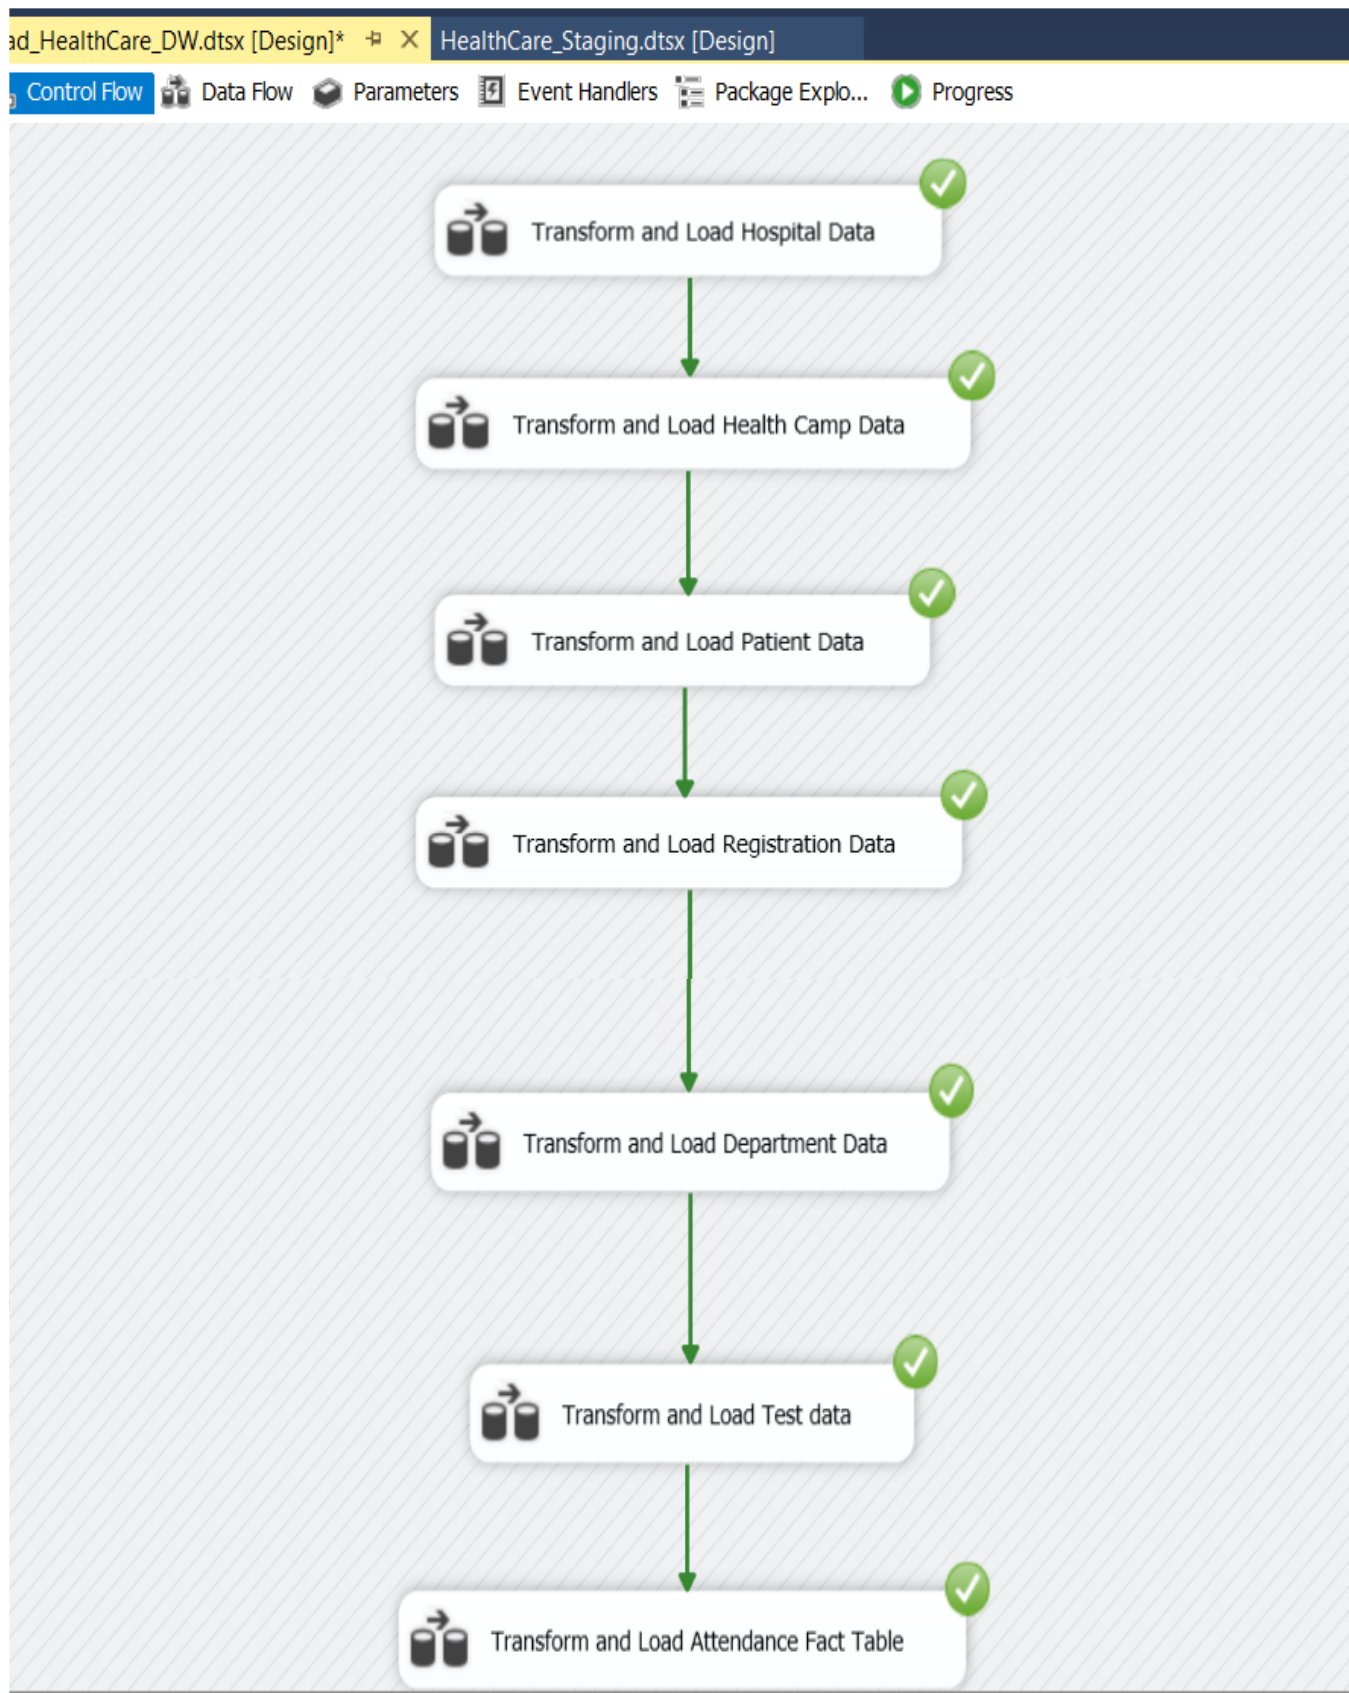 ad_HealthCare_DW.dtsx [Design]* HealthCare_Staging.dtsx [Design]
Control Flow Data Flow Parameters Event Handlers Package Explo... Progress
Transform and Load Hospital Data
Transform and Load Health Camp Data
Transform and Load Patient Data
Transform and Load Registration Data
Transform and Load Department Data
Transform and Load Test data
Transform and Load Attendance Fact Table